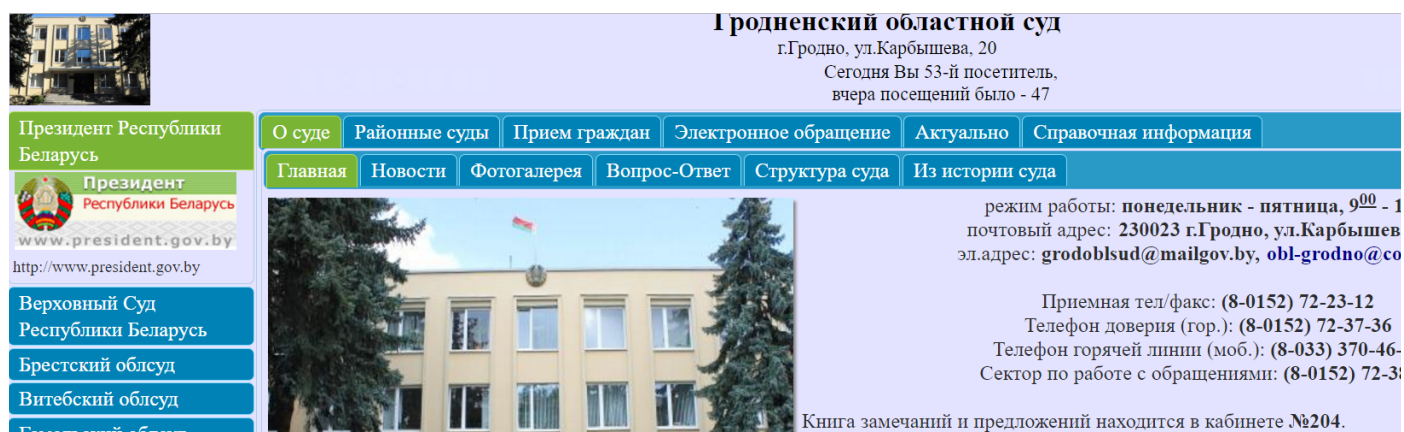 Гродненский областной суд
г.Гродно, ул.Карбышева, 20
Сегодня Вы 53-й посетитель,
вчера посещений было - 47
Президент Республики
Беларусь
Президент
Республики Беларусь
www.president.gov.by
http://www.president.gov.by
Верховный Суд
Республики Беларусь
Брестский облсуд
Витебский облсуд
О суде Районные суды Прием граждан Электронное обращение Актуально Справочная информация
Главная Новости Фотогалерея Вопрос-Ответ Структура суда Из истории суда
режим работы: понедельник - пятница, 900 - 1
почтовый адрес: 230023 г.Гродно, ул.Карбышев
эл.адрес: grodoblsud@mailgov.by, obl-grodno@co
Приемная тел/факс: (8-0152) 72-23-12
Телефон доверия (гор.): (8-0152) 72-37-36
Телефон горячей линии (моб.): (8-033) 370-46-
Сектор по работе с обращениями: (8-0152) 72-38
Книга замечаний и предложений находится в кабинете №204.